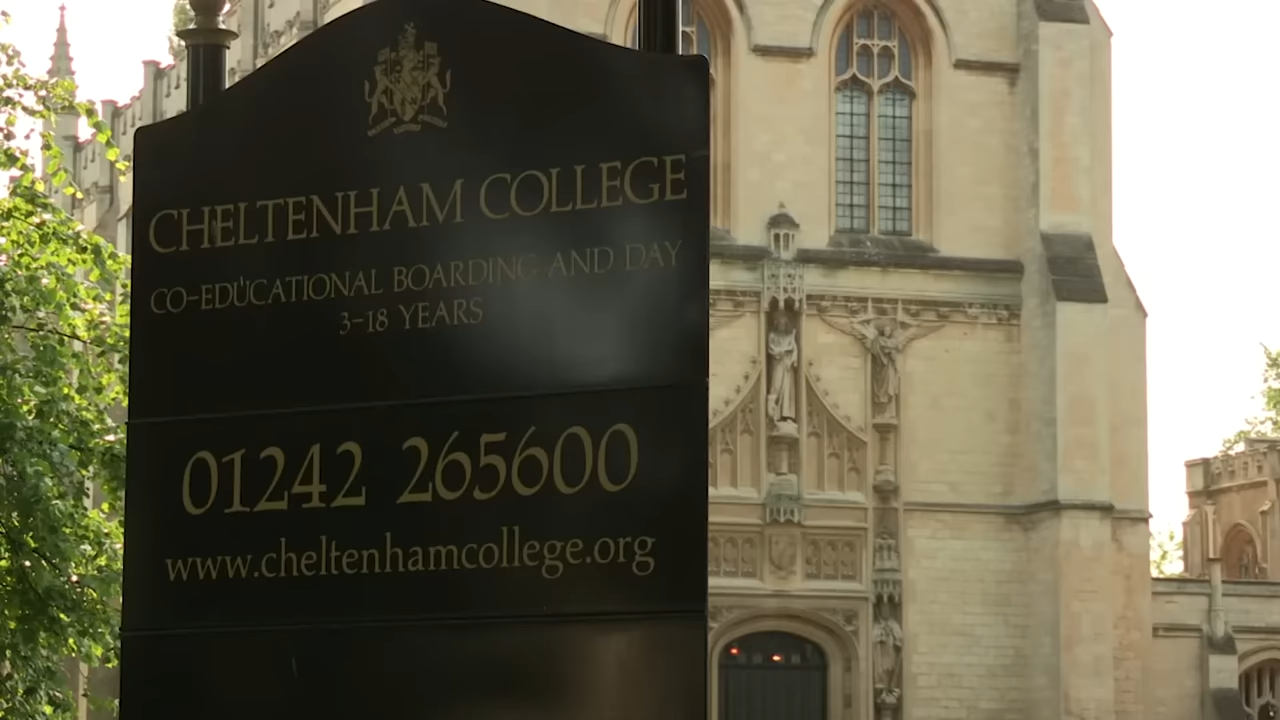 CHELTENHAM COLLEGE
CO-EDUCATIONAL BOARDING AND DAY
3-18 YEARS
01242 265600
www.cheltenhamcollege.org